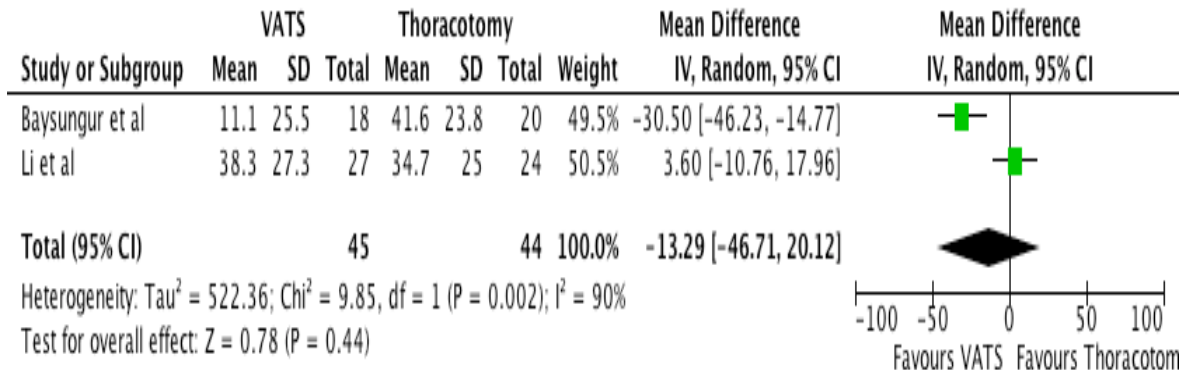 VATS Thoracotomy Mean Difference Mean Difference
Study or Subgroup Mean SD Total Mean SD Total Weight IV, Random, 95% CI IV, Random, 95% CI
Baysungur et al 11.1 25.5 18 41.6 23.8 20 49.5% −30.50 [−46.23, −14.77]
Li et al 38.3 27.3 27 34.7 25 24 50.5% 3.60 [−10.76, 17.96]
Total (95% CI) 45 44 100.0% −13.29 [−46.71, 20.12]
Heterogeneity: Tau² = 522.36; Chi² = 9.85, df = 1 (P = 0.002); I² = 90%
Test for overall effect: Z = 0.78 (P = 0.44)
−100 −50 0 50 100
Favours VATS Favours Thoracotom